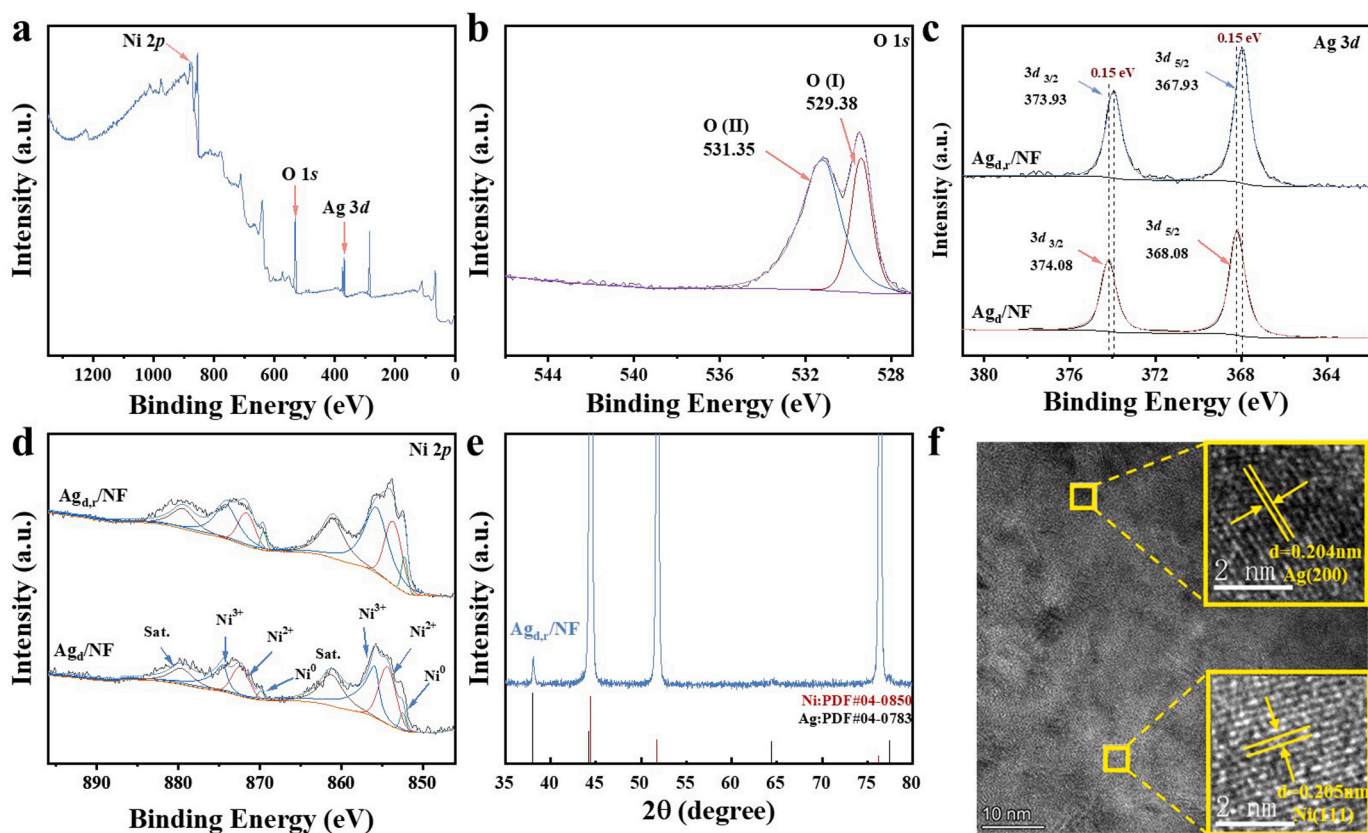 a
Ni 2p
O 1s
Ag 3d
Intensity (a.u.)
1200 1000 800 600 400 200 0
Binding Energy (eV)
b
O 1s
O (I)
529.38
O (II)
531.35
Intensity (a.u.)
544 540 536 532 528
Binding Energy (eV)
c
Ag 3d
0.15 eV
3d 5/2
367.93
0.15 eV
3d 3/2
373.93
Ag d,r/NF
3d 5/2
368.08
3d 3/2
374.08
Ag d/NF
Intensity (a.u.)
380 376 372 368 364
Binding Energy (eV)
d
Ni 2p
Ag d,r/NF
Ag d/NF
Sat.
Ni3+
Ni2+
Ni0
Sat.
Ni3+
Ni2+
Ni0
Intensity (a.u.)
890 880 870 860 850
Binding Energy (eV)
e
Ag d,r/NF
Ni:PDF#04-0850
Ag:PDF#04-0783
Intensity (a.u.)
35 40 45 50 55 60 65 70 75 80
2θ (degree)
f
d=0.204nm
Ag(200)
2 nm
d=0.205nm
Ni(111)
2 nm
10 nm